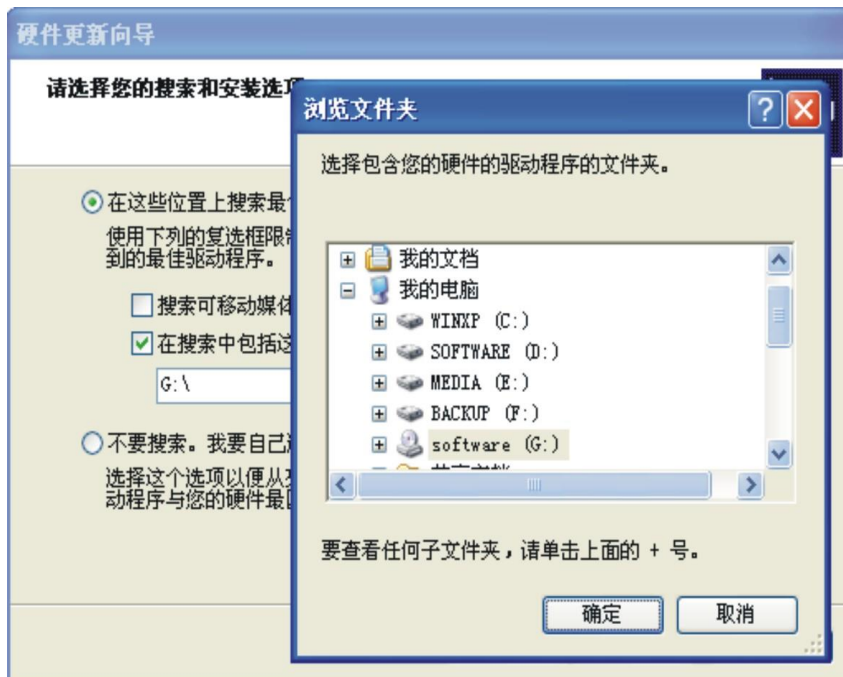 硬件更新向导
请选择您的搜索和安装选
在这些位置上搜索最
使用下列的复选框限
到的最佳驱动程序。
搜索可移动媒体
在搜索中包括这
G:\
不要搜索。我要自己
选择这个选项以便从
动程序与您的硬件最
浏览文件夹
选择包含您的硬件的驱动程序的文件夹。
我的文档
我的电脑
WINXP (C:)
SOFTWARE (D:)
MEDIA (E:)
BACKUP (F:)
software (G:)
要查看任何子文件夹，请单击上面的 + 号。
确定
取消